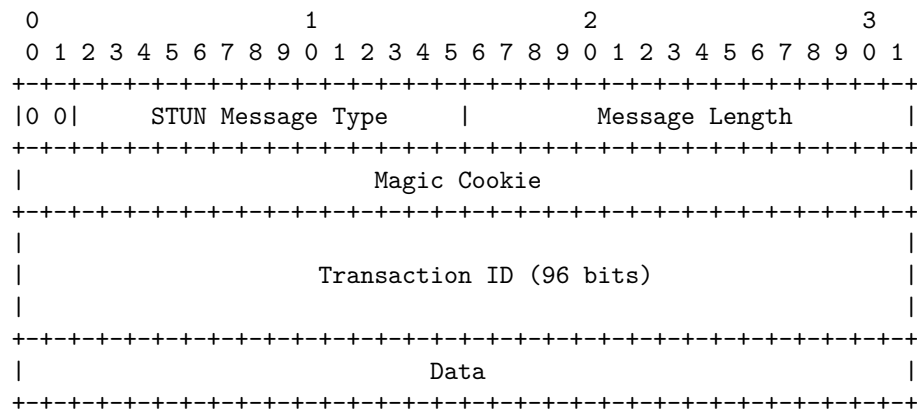 0                   1                   2                   3
0 1 2 3 4 5 6 7 8 9 0 1 2 3 4 5 6 7 8 9 0 1 2 3 4 5 6 7 8 9 0 1
+-+-+-+-+-+-+-+-+-+-+-+-+-+-+-+-+-+-+-+-+-+-+-+-+-+-+-+-+-+-+-+-+
|0 0|     STUN Message Type     |         Message Length        |
+-+-+-+-+-+-+-+-+-+-+-+-+-+-+-+-+-+-+-+-+-+-+-+-+-+-+-+-+-+-+-+-+
|                         Magic Cookie                          |
+-+-+-+-+-+-+-+-+-+-+-+-+-+-+-+-+-+-+-+-+-+-+-+-+-+-+-+-+-+-+-+-+
|                                                               |
|                     Transaction ID (96 bits)                  |
|                                                               |
+-+-+-+-+-+-+-+-+-+-+-+-+-+-+-+-+-+-+-+-+-+-+-+-+-+-+-+-+-+-+-+-+
|                             Data                              |
+-+-+-+-+-+-+-+-+-+-+-+-+-+-+-+-+-+-+-+-+-+-+-+-+-+-+-+-+-+-+-+-+